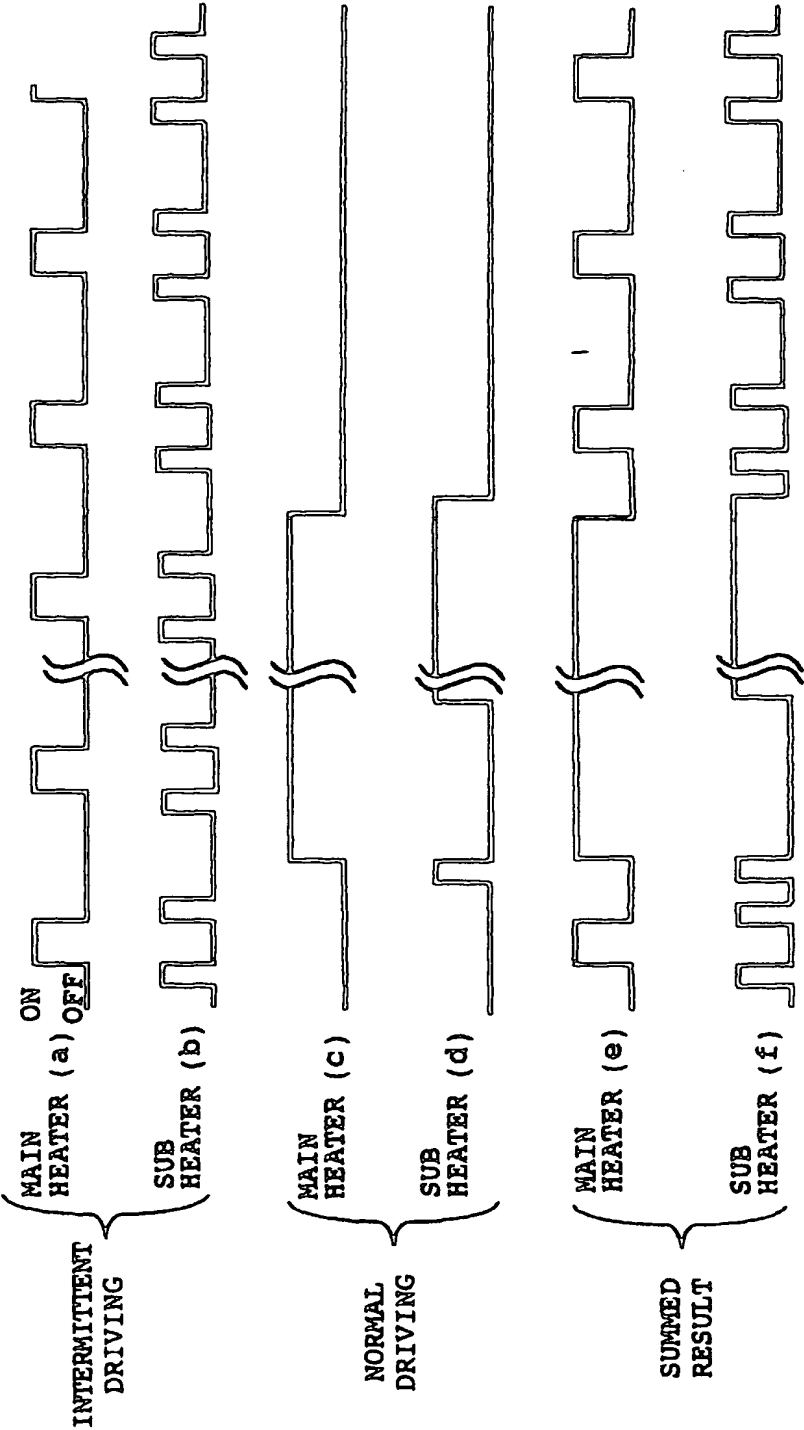 INTERMITTENT
DRIVING
MAIN
HEATER (a)
ON
OFF
SUB
HEATER (b)
NORMAL
DRIVING
MAIN
HEATER (c)
SUB
HEATER (d)
SUMMED
RESULT
MAIN
HEATER (e)
SUB
HEATER (f)